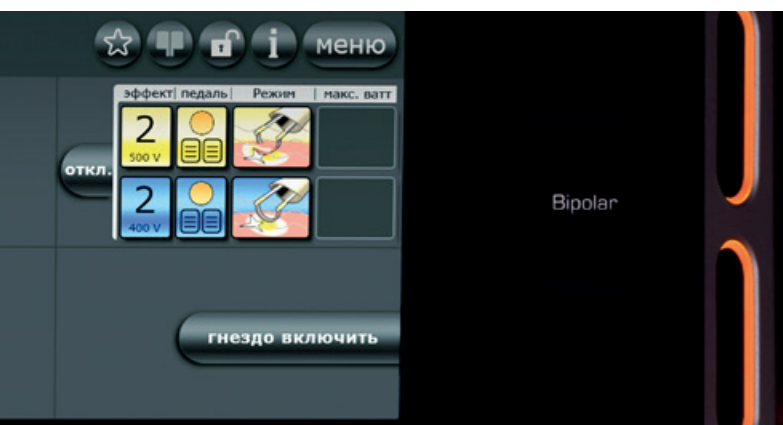 меню
эффект педаль Режим макс. ватт
2
500 V
откл.
2
400 V
Bipolar
гнездо включить